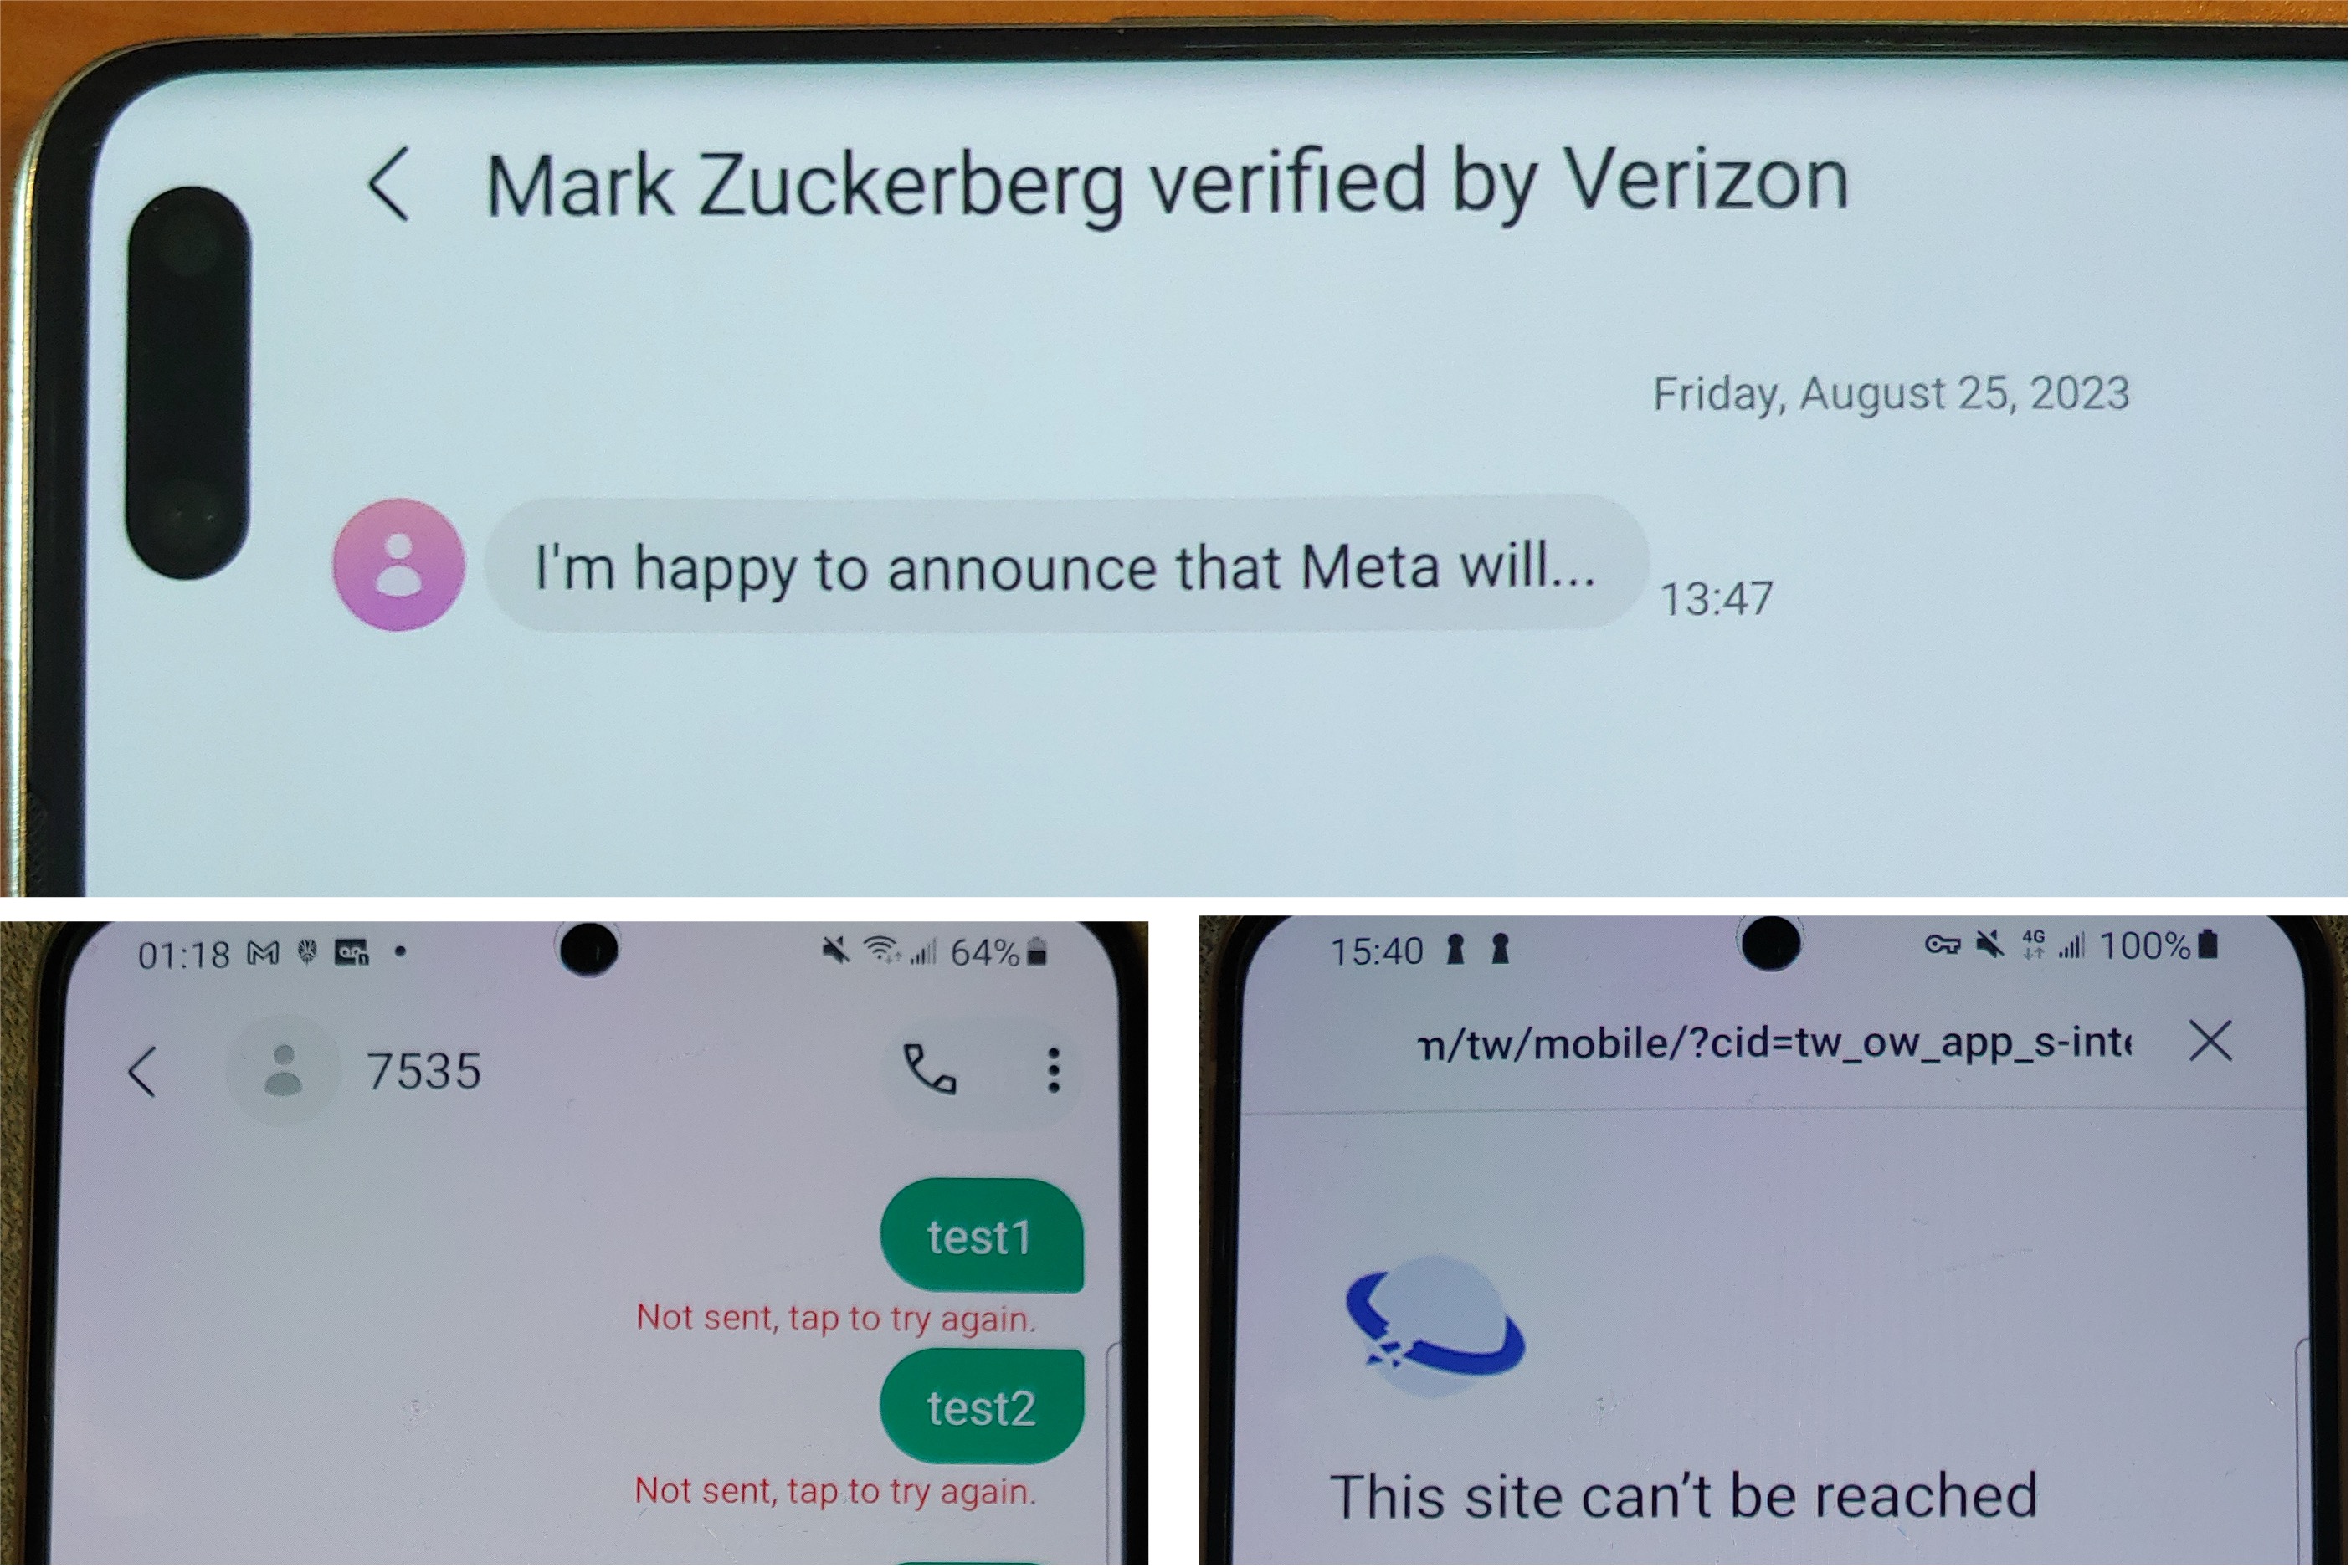 Mark Zuckerberg verified by Verizon
Friday, August 25, 2023
I'm happy to announce that Meta will...
13:47
01:18
64%
7535
test1
Not sent, tap to try again.
test2
Not sent, tap to try again.
15:40
4G
100%
n/tw/mobile/?cid=tw_ow_app_s-int
This site can't be reached